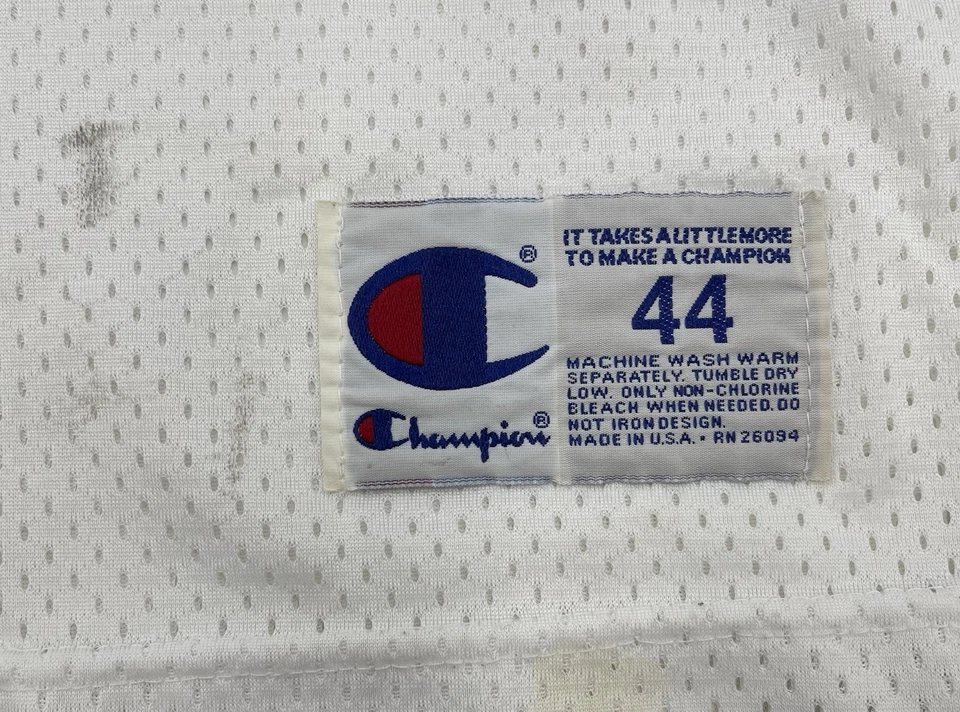 ®
Champion®
IT TAKES A LITTLE MORE
TO MAKE A CHAMPION
44
MACHINE WASH WARM
SEPARATELY. TUMBLE DRY
LOW. ONLY NON-CHLORINE
BLEACH WHEN NEEDED. DO
NOT IRON DESIGN.
MADE IN U.S.A. • RN 26094